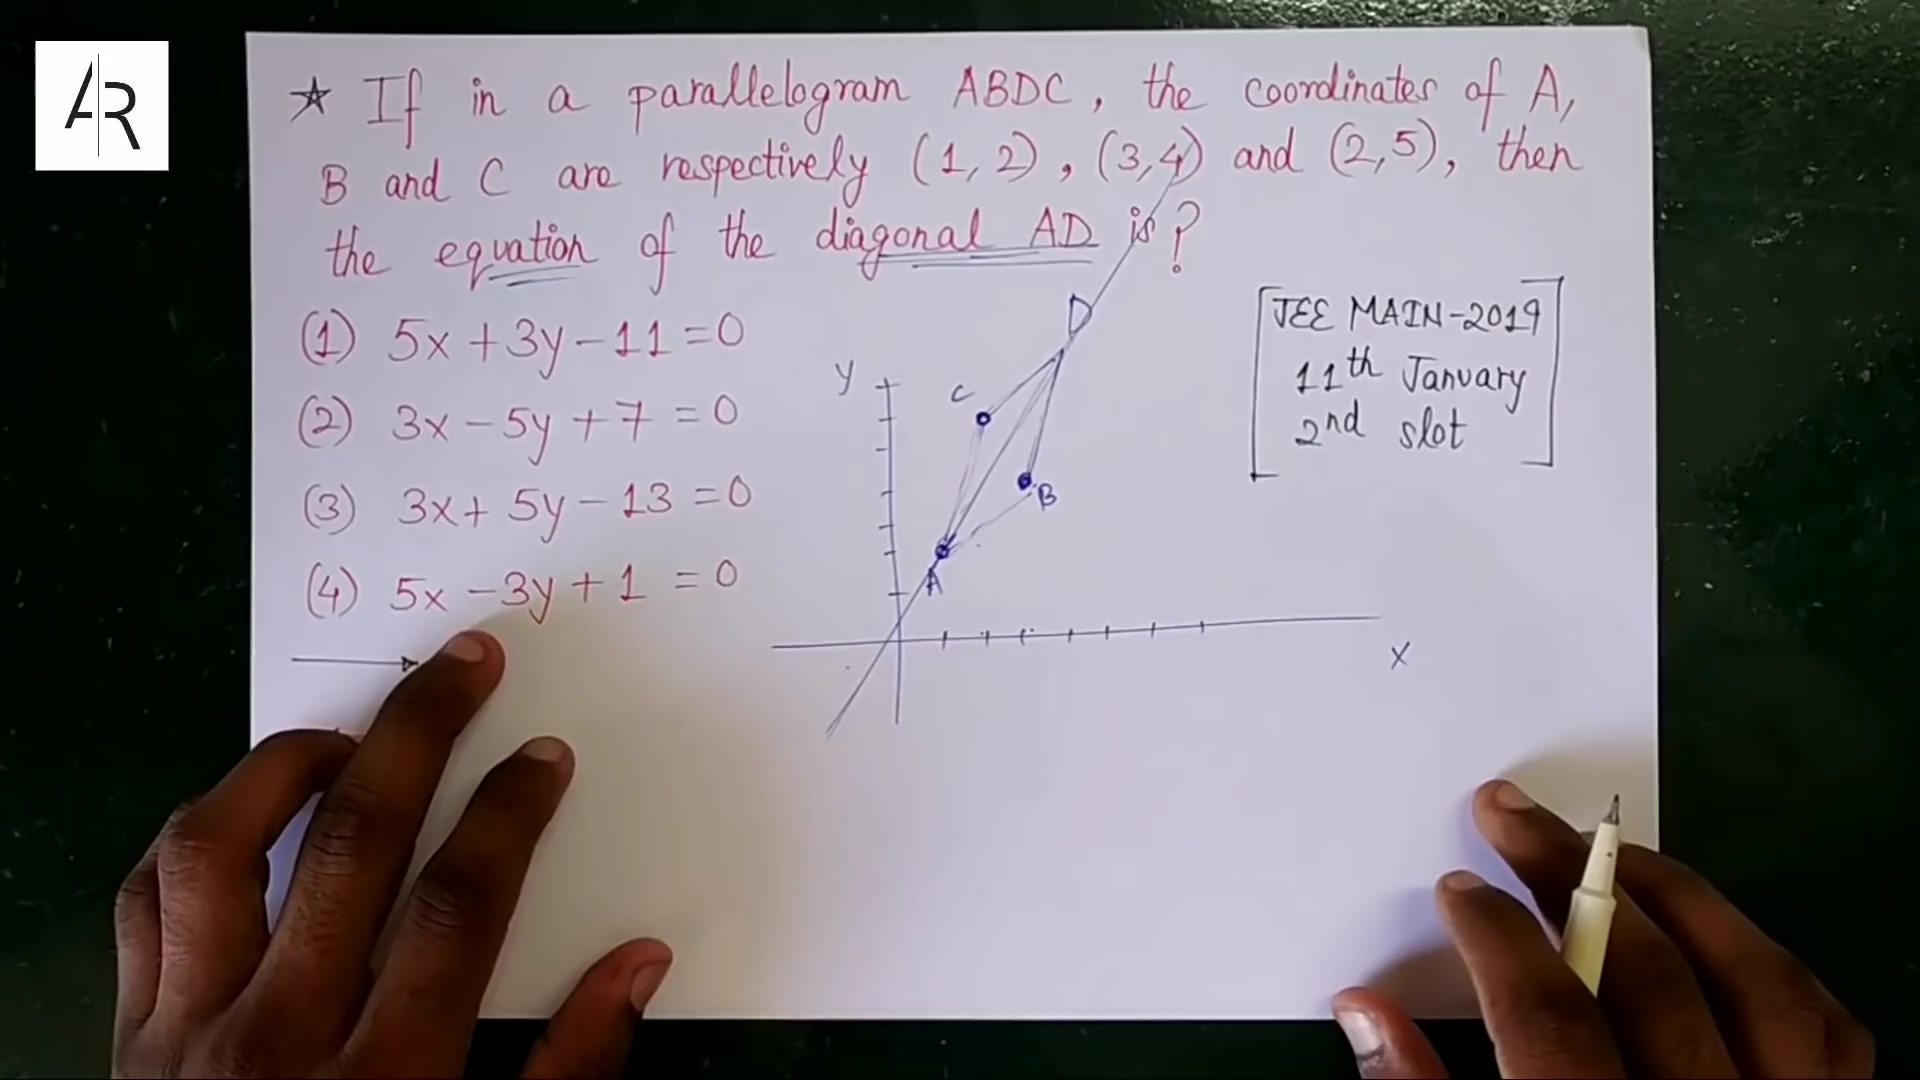 AR
☆ If in a parallelogram ABDC, the coordinates of A,
B and C are respectively (1,2), (3,4) and (2,5), then
the equation of the diagonal AD is?
(1) 5x+3y-11=0
(2) 3x-5y+7=0
(3) 3x+5y-13=0
(4) 5x-3y+1=0
[JEE MAIN-2019
11th January
2nd slot]
D
y
C
B
A
X